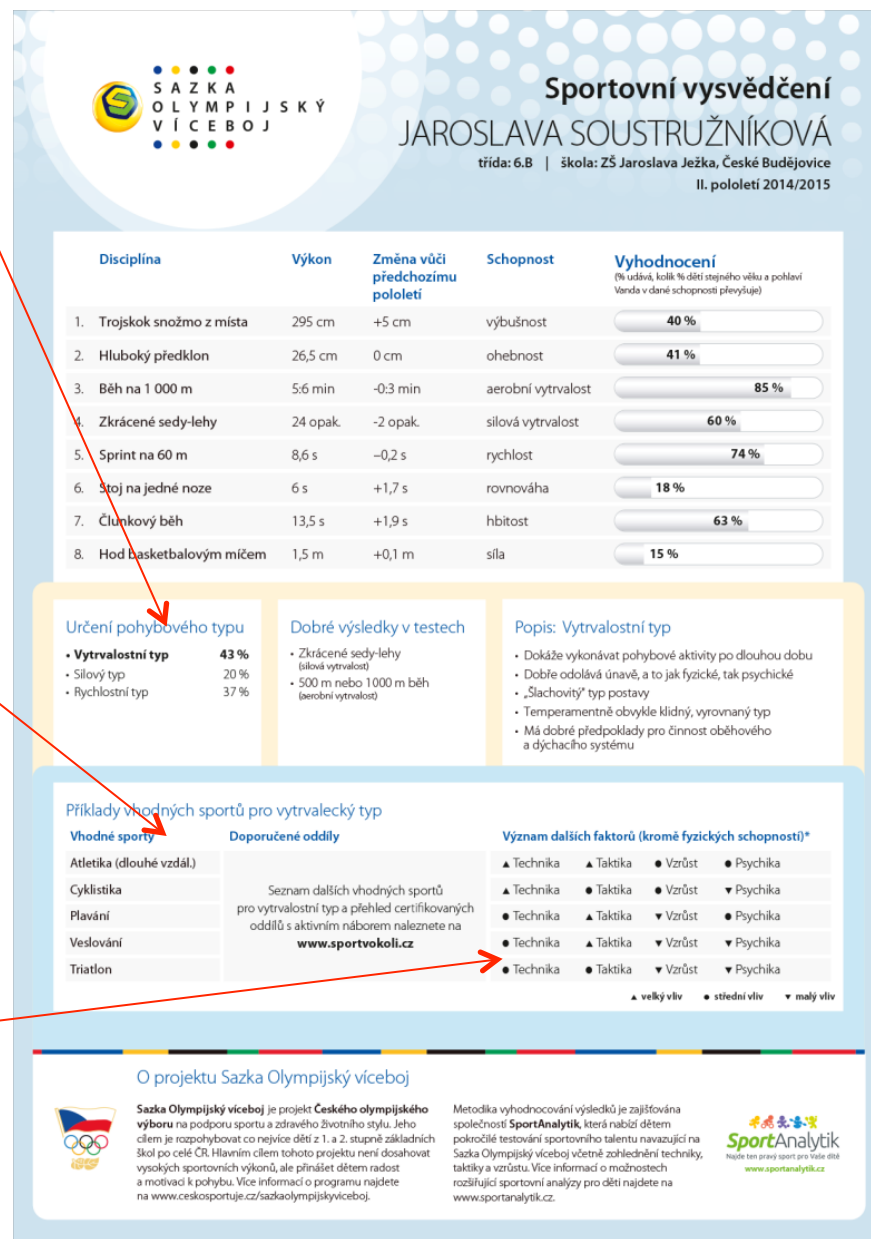 SAZKA
OLYMPIJSKÝ
VÍCEBOJ
Sportovní vysvědčení
JAROSLAVA SOUSTRUŽNÍKOVÁ
třída: 6.B | škola: ZŠ Jaroslava Ježka, České Budějovice
II. pololetí 2014/2015
Disciplína Výkon Změna vůči předchozímu pololetí Schopnost Vyhodnocení
(% udává, kolik % dětí stejného věku a pohlaví
Vanda v dané schopnosti převyšuje)
1. Trojskok snožmo z místa 295 cm +5 cm výbušnost 40 %
2. Hluboký předklon 26,5 cm 0 cm ohebnost 41 %
3. Běh na 1 000 m 5:6 min -0:3 min aerobní vytrvalost 85 %
4. Zkrácené sedy-lehy 24 opak. -2 opak. silová vytrvalost 60 %
5. Sprint na 60 m 8,6 s –0,2 s rychlost 74 %
6. Stoj na jedné noze 6 s +1,7 s rovnováha 18 %
7. Člunkový běh 13,5 s +1,9 s hbitost 63 %
8. Hod basketbalovým míčem 1,5 m +0,1 m síla 15 %
Určení pohybového typu
• Vytrvalostní typ 43 %
• Silový typ 20 %
• Rychlostní typ 37 %
Dobré výsledky v testech
• Zkrácené sedy-lehy
(silová vytrvalost)
• 500 m nebo 1000 m běh
(aerobní vytrvalost)
Popis: Vytrvalostní typ
• Dokáže vykonávat pohybové aktivity po dlouhou dobu
• Dobře odolává únavě, a to jak fyzické, tak psychické
• „Šlachovitý" typ postavy
• Temperamentně obvykle klidný, vyrovnaný typ
• Má dobré předpoklady pro činnost oběhového
a dýchacího systému
Příklady vhodných sportů pro vytrvalecký typ
Vhodné sporty Doporučené oddíly Význam dalších faktorů (kromě fyzických schopností)*
Atletika (dlouhé vzdál.) ▲ Technika ▲ Taktika ● Vzrůst ● Psychika
Cyklistika ▲ Technika ● Taktika ● Vzrůst ▼ Psychika
Plavání ● Technika ▲ Taktika ▼ Vzrůst ● Psychika
Veslování ● Technika ▲ Taktika ▼ Vzrůst ▼ Psychika
Triatlon ● Technika ● Taktika ▼ Vzrůst ▼ Psychika
Seznam dalších vhodných sportů
pro vytrvalostní typ a přehled certifikovaných
oddílů s aktivním náborem naleznete na
www.sportvokoli.cz
▲ velký vliv ● střední vliv ▼ malý vliv
O projektu Sazka Olympijský víceboj
Sazka Olympijský víceboj je projekt Českého olympijského
výboru na podporu sportu a zdravého životního stylu. Jeho
cílem je rozpohybovat co nejvíce dětí z 1. a 2. stupně základních
škol po celé ČR. Hlavním cílem tohoto projektu není dosahovat
vysokých sportovních výkonů, ale přinášet dětem radost
a motivaci k pohybu. Více informací o programu najdete
na www.ceskosportuje.cz/sazkaolympijskyviceboj.
Metodika vyhodnocování výsledků je zajišťována
společností SportAnalytik, která nabízí dětem
pokročilé testování sportovního talentu navazující na
Sazka Olympijský víceboj včetně zohlednění techniky,
taktiky a vzrůstu. Více informací o možnostech
rozšiřující sportovní analýzy pro děti najdete na
www.sportanalytik.cz.
SportAnalytik
Najde ten pravý sport pro Vaše dítě
www.sportanalytik.cz